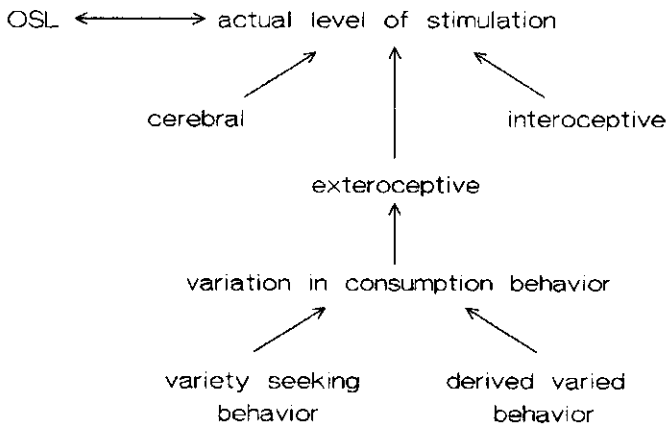 OSL actual level of stimulation
cerebral interoceptive
exteroceptive
variation in consumption behavior
variety seeking derived varied
behavior behavior